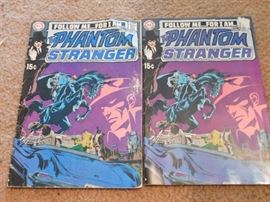 FOLLOW ME... FOR I AM...
THE PHANTOM
STRANGER
15¢
FOLLOW ME... FOR I AM...
THE PHANTOM
STRANGER
15¢